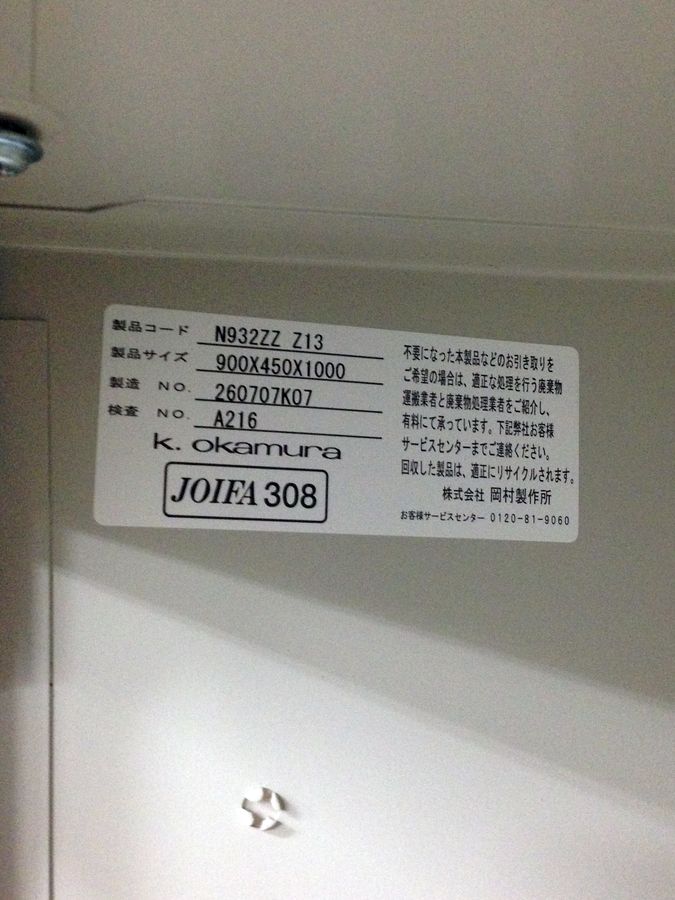 製品コード N932ZZ Z13
製品サイズ 900X450X1000
製造 NO. 260707K07
検査 NO. A216
k. okamura
JOIFA 308
不要になった本製品などのお引き取りを
ご希望の場合は、適正な処理を行う廃棄物
運搬業者と廃棄物処理業者をご紹介し、
有料にて承っています。下記弊社お客様
サービスセンターまでご連絡ください。
回収した製品は、適正にリサイクルされます。
株式会社 岡村製作所
お客様サービスセンター 0120-81-9060